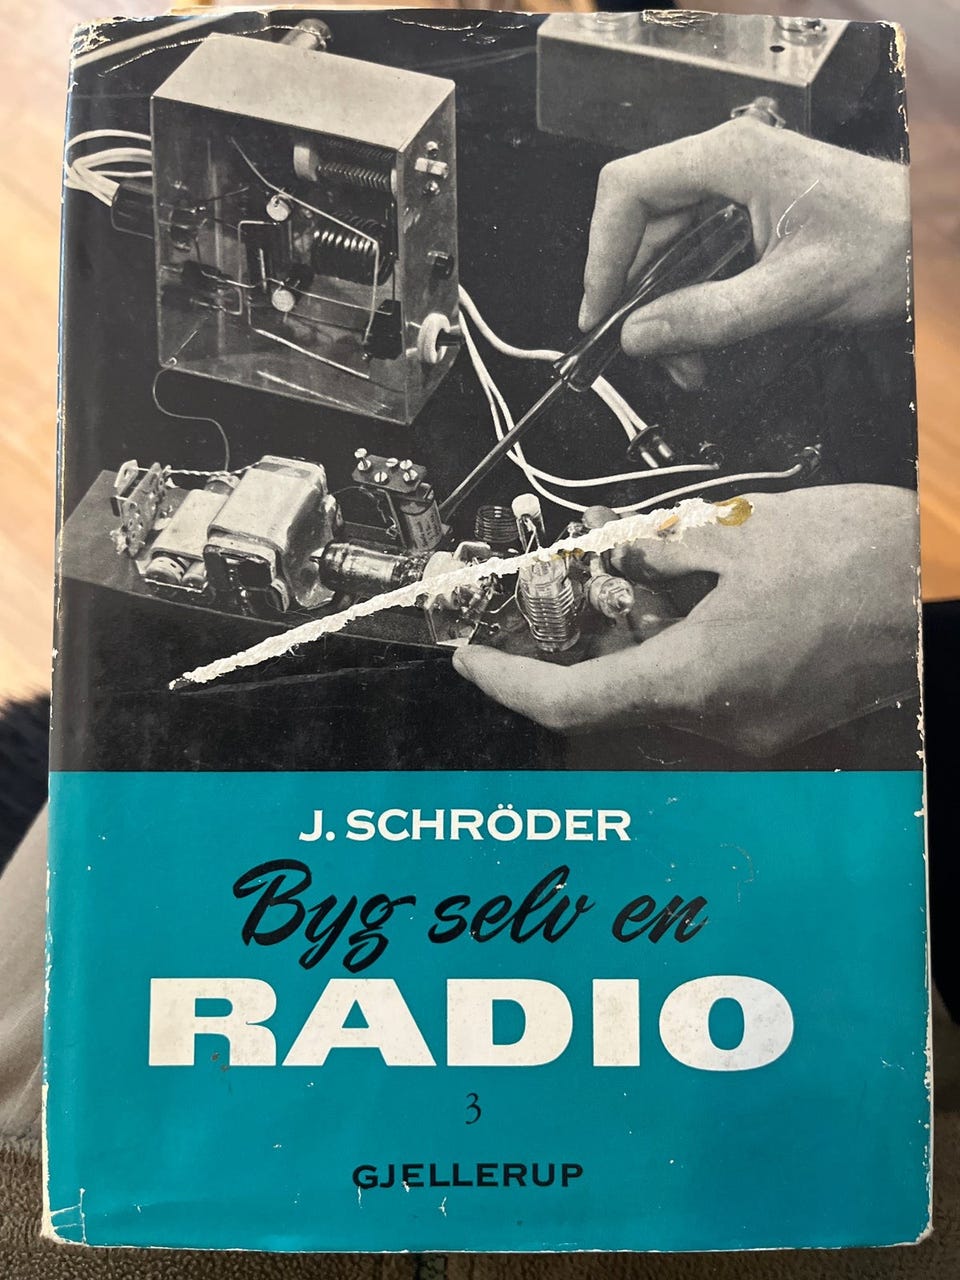 J. SCHRÖDER
Byg selv en
RADIO
3
GJELLERUP